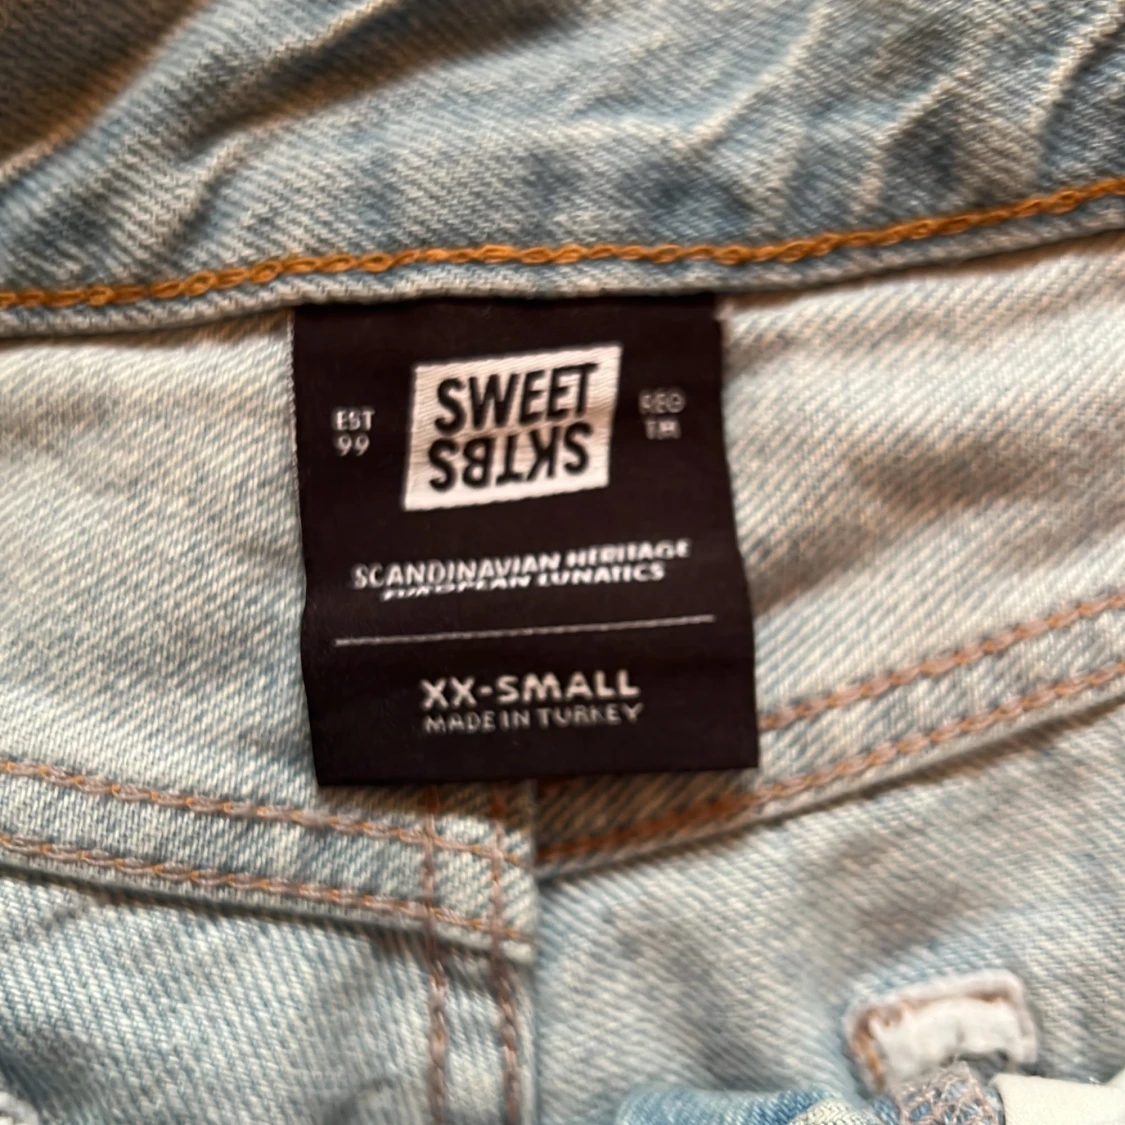 SWEET
SKTBS
EST
99
REG
TM
SCANDINAVIAN HERITAGE
EUROPEAN LUNATICS
XX-SMALL
MADE IN TURKEY